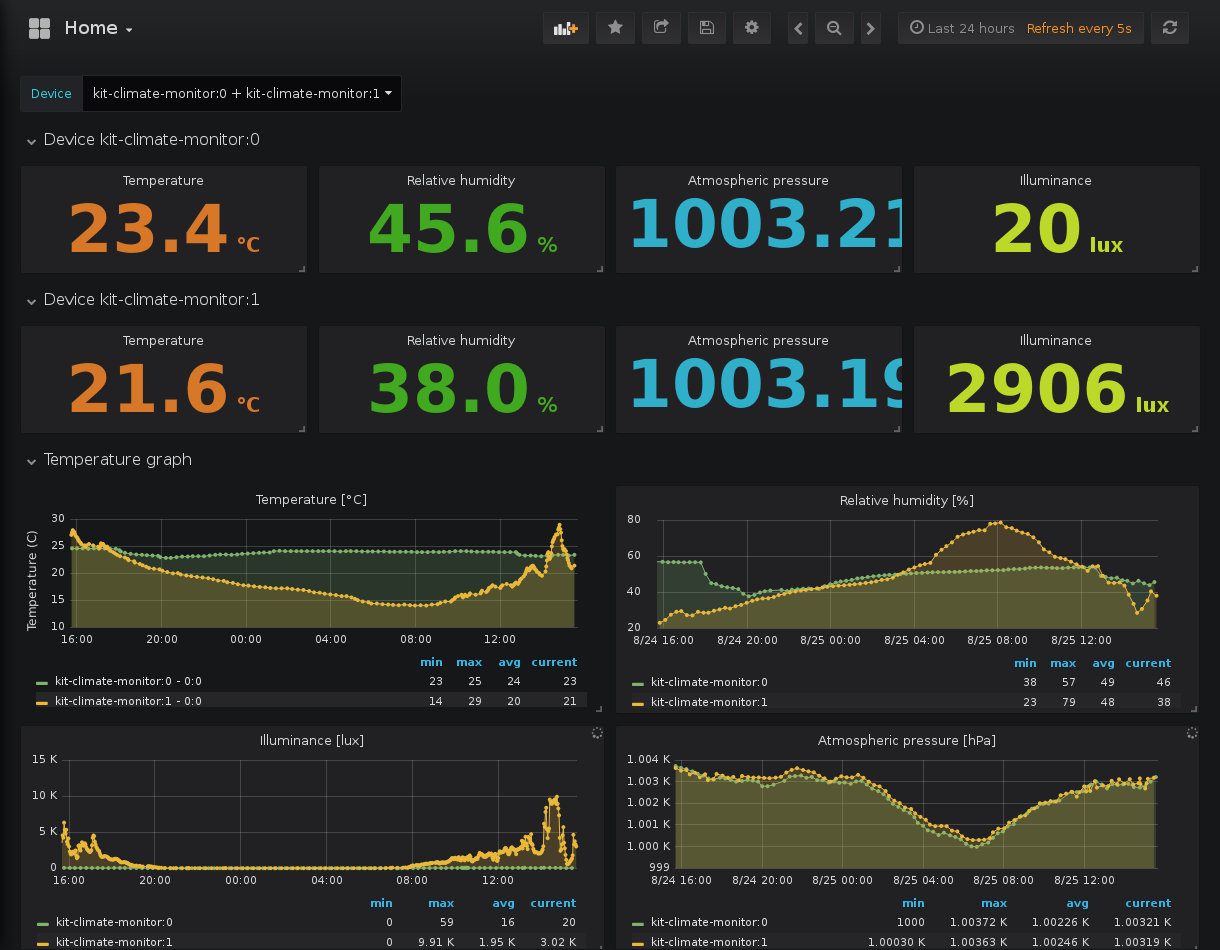 Home
Last 24 hours Refresh every 5s
Device kit-climate-monitor:0 + kit-climate-monitor:1
Device kit-climate-monitor:0
Temperature Relative humidity Atmospheric pressure Illuminance
23.4 °C 45.6 % 1003.21 20 lux
Device kit-climate-monitor:1
Temperature Relative humidity Atmospheric pressure Illuminance
21.6 °C 38.0 % 1003.19 2906 lux
Temperature graph
Temperature [°C]
Temperature (C)
30
25
20
15
10
16:00 20:00 00:00 04:00 08:00 12:00
min max avg current
kit-climate-monitor:0 - 0:0 23 25 24 23
kit-climate-monitor:1 - 0:0 14 29 20 21
Relative humidity [%]
80
60
40
20
8/24 16:00 8/24 20:00 8/25 00:00 8/25 04:00 8/25 08:00 8/25 12:00
min max avg current
kit-climate-monitor:0 38 57 49 46
kit-climate-monitor:1 23 79 48 38
Illuminance [lux]
15 K
10 K
5 K
0
16:00 20:00 00:00 04:00 08:00 12:00
min max avg current
kit-climate-monitor:0 0 59 16 20
kit-climate-monitor:1 0 9.91 K 1.95 K 3.02 K
Atmospheric pressure [hPa]
1.004 K
1.003 K
1.002 K
1.001 K
1.000 K
999
8/24 16:00 8/24 20:00 8/25 00:00 8/25 04:00 8/25 08:00 8/25 12:00
min max avg current
kit-climate-monitor:0 1000 1.00372 K 1.00226 K 1.00321 K
kit-climate-monitor:1 1.00030 K 1.00363 K 1.00246 K 1.00319 K